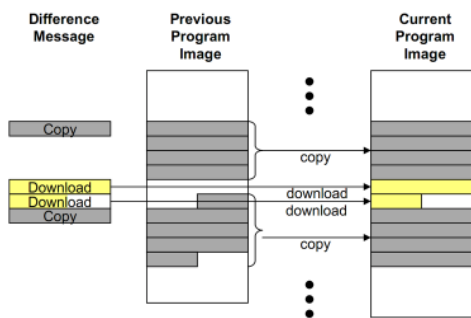 Difference
Message
Previous
Program
Image
Current
Program
Image
Copy
copy
Download
Download
Copy
download
download
copy